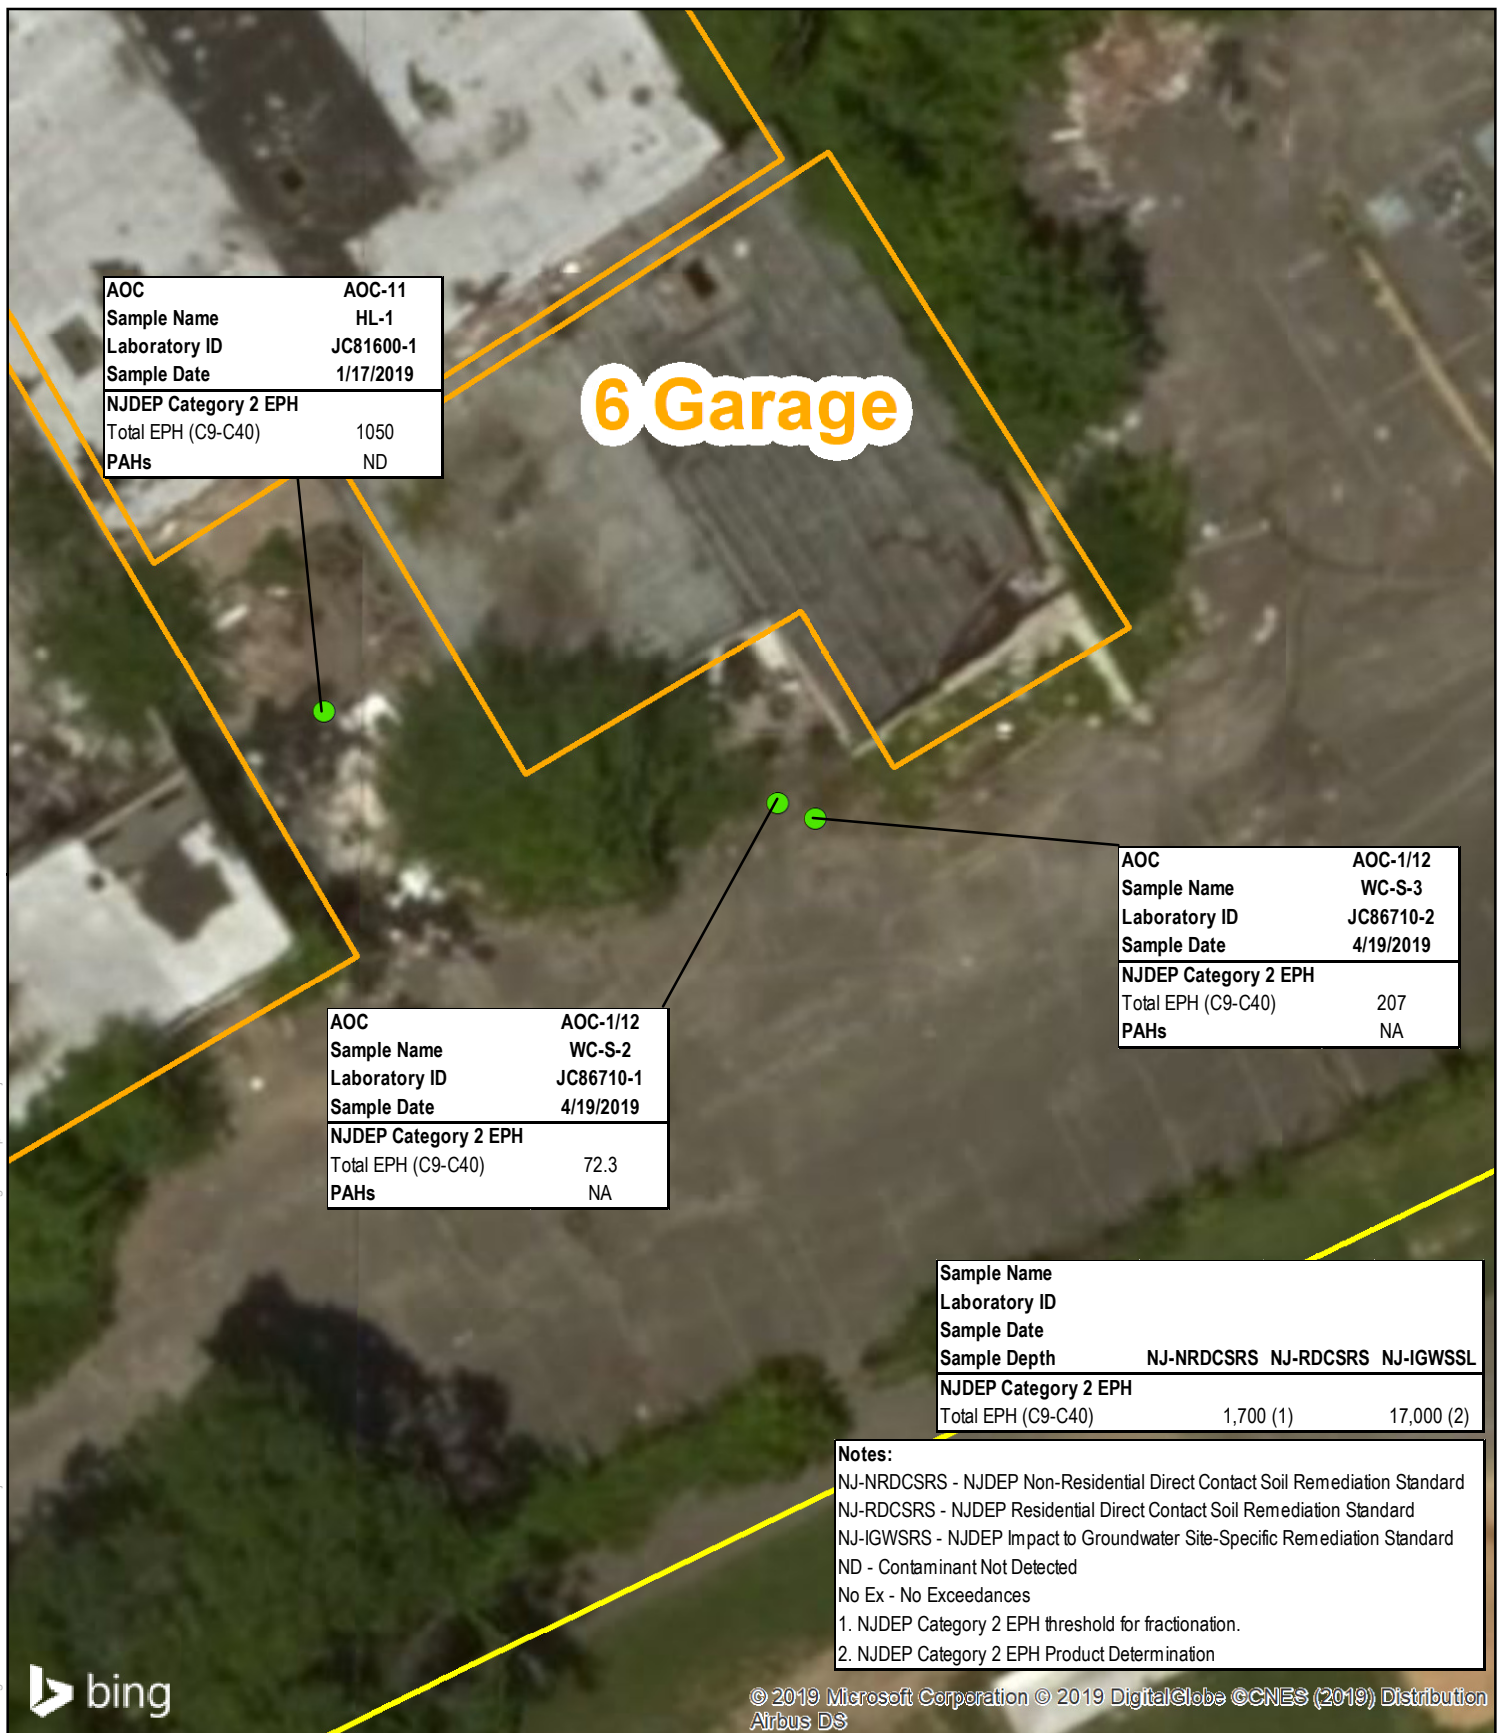 AOC AOC-11
Sample Name HL-1
Laboratory ID JC81600-1
Sample Date 1/17/2019
NJDEP Category 2 EPH
Total EPH (C9-C40) 1050
PAHs ND
6 Garage
AOC AOC-1/12
Sample Name WC-S-3
Laboratory ID JC86710-2
Sample Date 4/19/2019
NJDEP Category 2 EPH
Total EPH (C9-C40) 207
PAHs NA
AOC AOC-1/12
Sample Name WC-S-2
Laboratory ID JC86710-1
Sample Date 4/19/2019
NJDEP Category 2 EPH
Total EPH (C9-C40) 72.3
PAHs NA
Sample Name
Laboratory ID
Sample Date
Sample Depth NJ-NRDCSRS NJ-RDCSRS NJ-IGWSSL
NJDEP Category 2 EPH
Total EPH (C9-C40) 1,700 (1) 17,000 (2)
Notes:
NJ-NRDCSRS - NJDEP Non-Residential Direct Contact Soil Remediation Standard
NJ-RDCSRS - NJDEP Residential Direct Contact Soil Remediation Standard
NJ-IGWSRS - NJDEP Impact to Groundwater Site-Specific Remediation Standard
ND - Contaminant Not Detected
No Ex - No Exceedances
1. NJDEP Category 2 EPH threshold for fractionation.
2. NJDEP Category 2 EPH Product Determination
bing
© 2019 Microsoft Corporation © 2019 DigitalGlobe ©CNES (2019) Distribution
Airbus DS